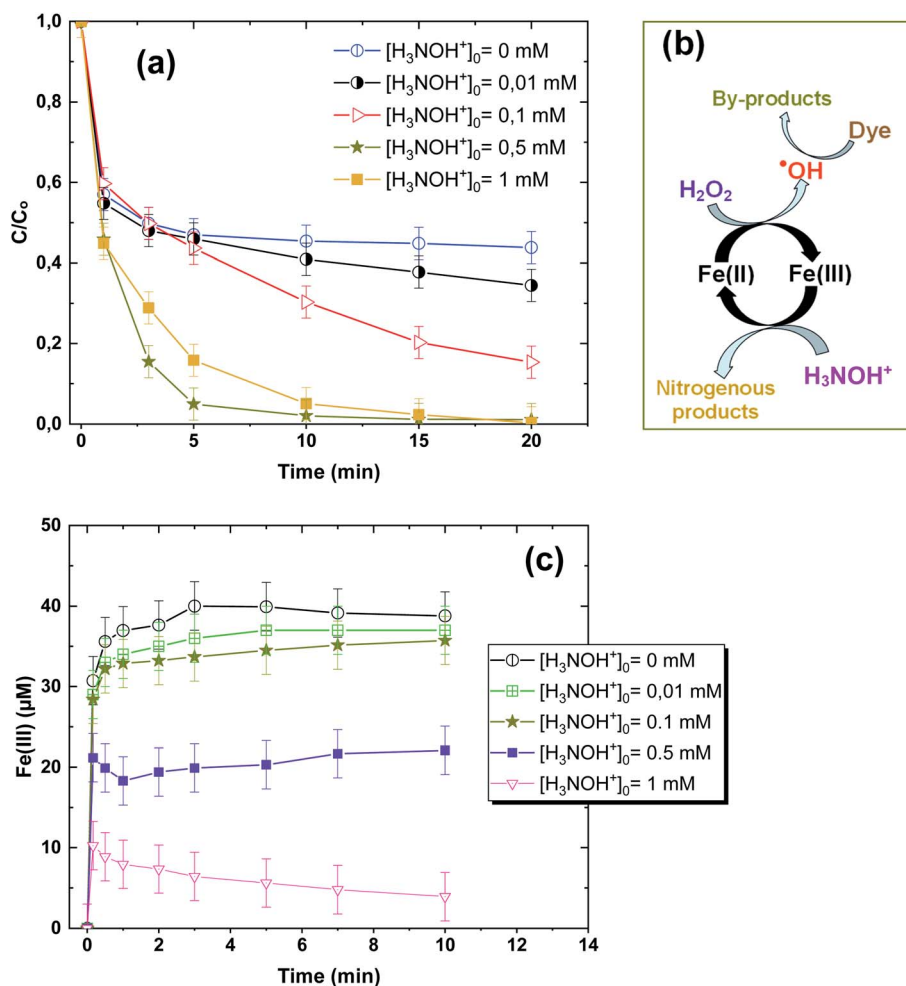 (a)
[H₃NOH⁺]₀= 0 mM
[H₃NOH⁺]₀= 0,01 mM
[H₃NOH⁺]₀= 0,1 mM
[H₃NOH⁺]₀= 0,5 mM
[H₃NOH⁺]₀= 1 mM
C/Cₒ
1,0
0,8
0,6
0,4
0,2
0,0
0 5 10 15 20
Time (min)
(b)
By-products
Dye
•OH
H₂O₂
Fe(II) Fe(III)
H₃NOH⁺
Nitrogenous
products
(c)
Fe(III) (µM)
50
40
30
20
10
0
[H₃NOH⁺]₀= 0 mM
[H₃NOH⁺]₀= 0,01 mM
[H₃NOH⁺]₀= 0.1 mM
[H₃NOH⁺]₀= 0.5 mM
[H₃NOH⁺]₀= 1 mM
0 2 4 6 8 10 12 14
Time (min)